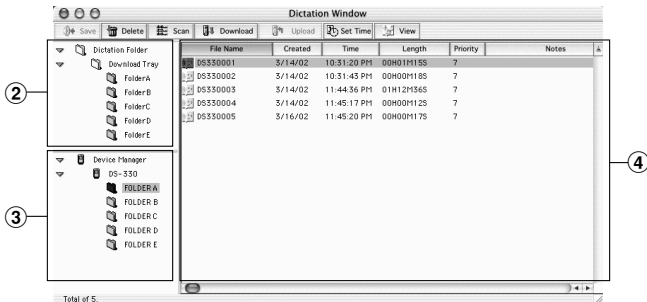 Dictation Window
Save Delete Scan Download Upload Set Time View
Dictation Folder
Download Tray
FolderA
FolderB
FolderC
FolderD
FolderE
②
Device Manager
DS-330
FOLDER A
FOLDER B
FOLDER C
FOLDER D
FOLDER E
③
File Name Created Time Length Priority Notes
DS330001 3/14/02 10:31:20 PM 00H01M15S 7
DS330002 3/14/02 10:31:43 PM 00H00M18S 7
DS330003 3/14/02 11:44:36 PM 01H12M36S 7
DS330004 3/14/02 11:45:17 PM 00H00M12S 7
DS330005 3/16/02 11:45:20 PM 00H00M17S 7
④
Total of 5.